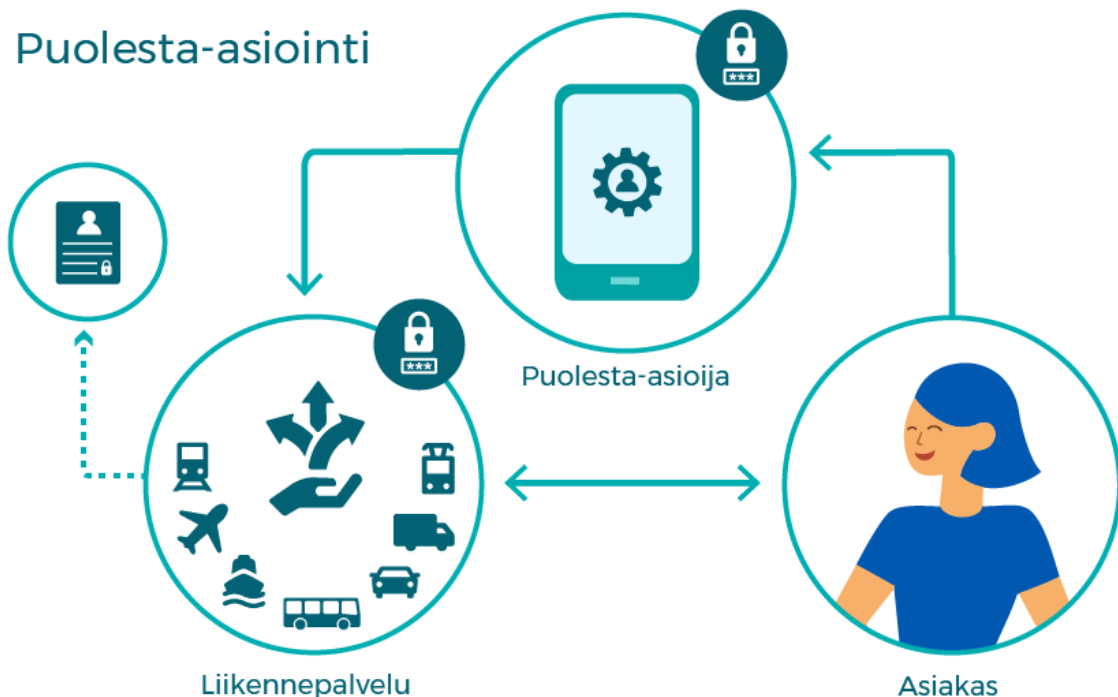 Puolesta-asiointi
***
***
Puolesta-asioija
Liikennepalvelu
Asiakas